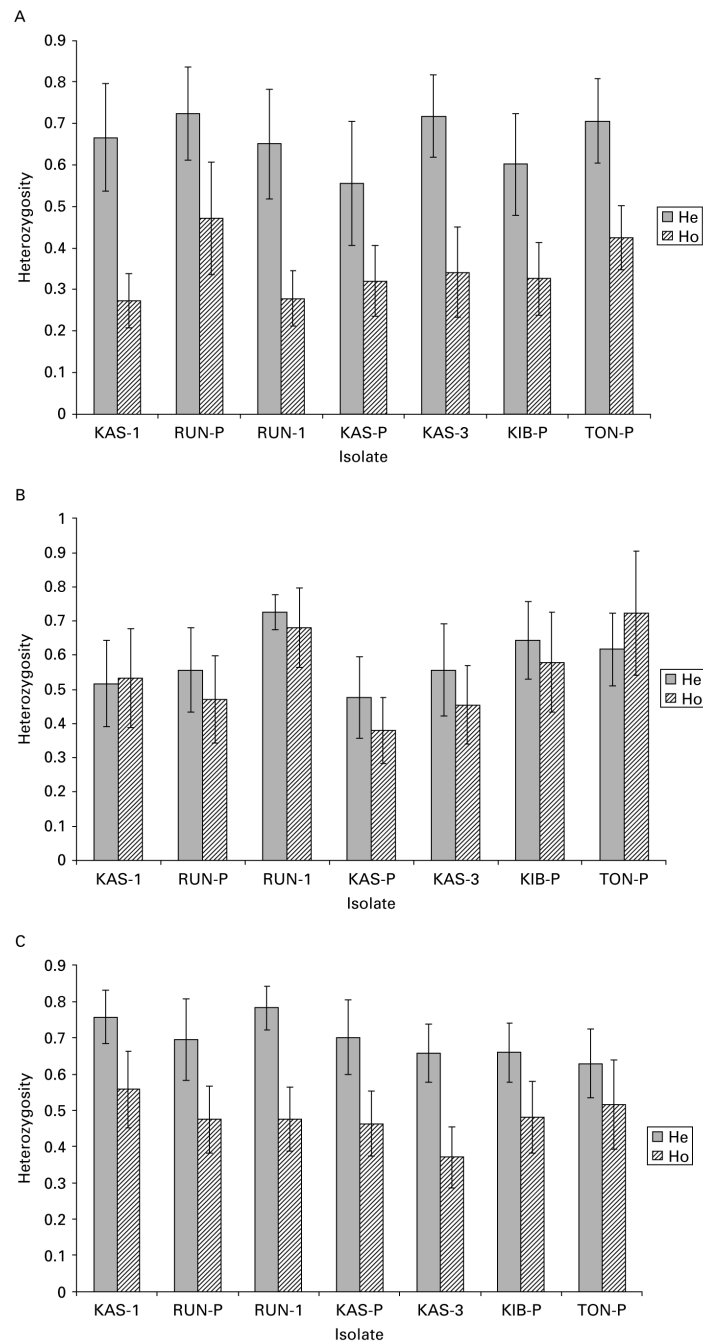 A
Heterozygosity
0.9
0.8
0.7
0.6
0.5
0.4
0.3
0.2
0.1
0
KAS-1 RUN-P RUN-1 KAS-P KAS-3 KIB-P TON-P
Isolate
He
Ho
B
Heterozygosity
1
0.9
0.8
0.7
0.6
0.5
0.4
0.3
0.2
0.1
0
KAS-1 RUN-P RUN-1 KAS-P KAS-3 KIB-P TON-P
Isolate
He
Ho
C
Heterozygosity
0.9
0.8
0.7
0.6
0.5
0.4
0.3
0.2
0.1
0
KAS-1 RUN-P RUN-1 KAS-P KAS-3 KIB-P TON-P
Isolate
He
Ho